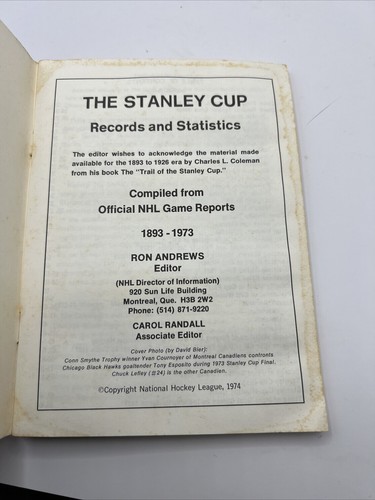 THE STANLEY CUP
Records and Statistics
The editor wishes to acknowledge the material made
available for the 1893 to 1926 era by Charles L. Coleman
from his book The "Trail of the Stanley Cup."
Compiled from
Official NHL Game Reports
1893 - 1973
RON ANDREWS
Editor
(NHL Director of Information)
920 Sun Life Building
Montreal, Que. H3B 2W2
Phone: (514) 871-9220
CAROL RANDALL
Associate Editor
Cover Photo (by David Bier):
Conn Smythe Trophy winner Yvan Cournoyer of Montreal Canadiens confronts
Chicago Black Hawks goaltender Tony Esposito during 1973 Stanley Cup Final.
Chuck Lefley (#24) is the other Canadien.
©Copyright National Hockey League, 1974